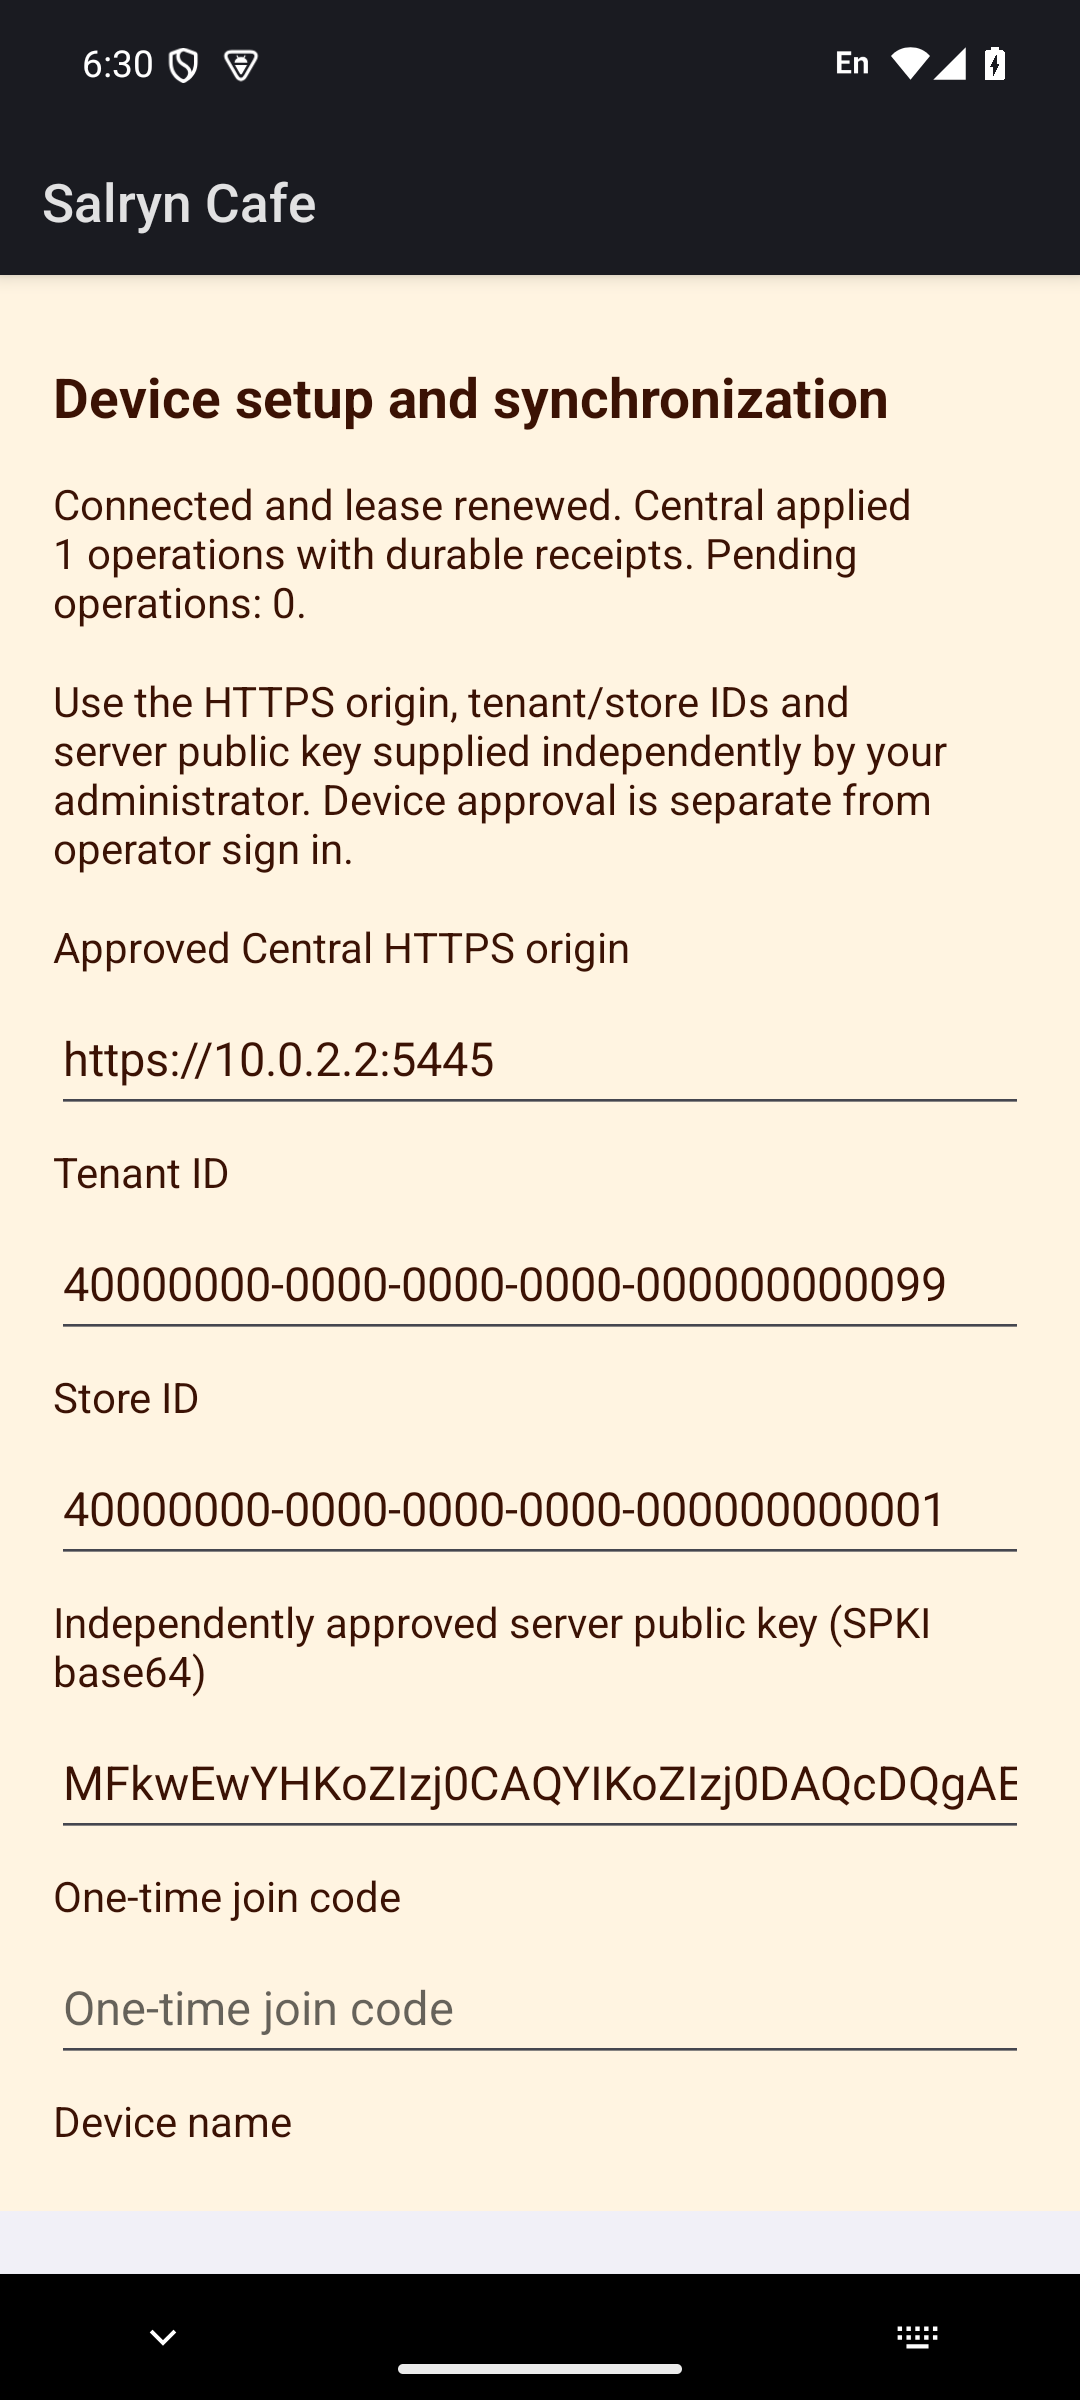 6:30
En
Salryn Cafe
Device setup and synchronization
Connected and lease renewed. Central applied
1 operations with durable receipts. Pending
operations: 0.
Use the HTTPS origin, tenant/store IDs and
server public key supplied independently by your
administrator. Device approval is separate from
operator sign in.
Approved Central HTTPS origin
https://10.0.2.2:5445
Tenant ID
40000000-0000-0000-0000-000000000099
Store ID
40000000-0000-0000-0000-000000000001
Independently approved server public key (SPKI
base64)
MFkwEwYHKoZIzj0CAQYIKoZIzj0DAQcDQgAE
One-time join code
One-time join code
Device name